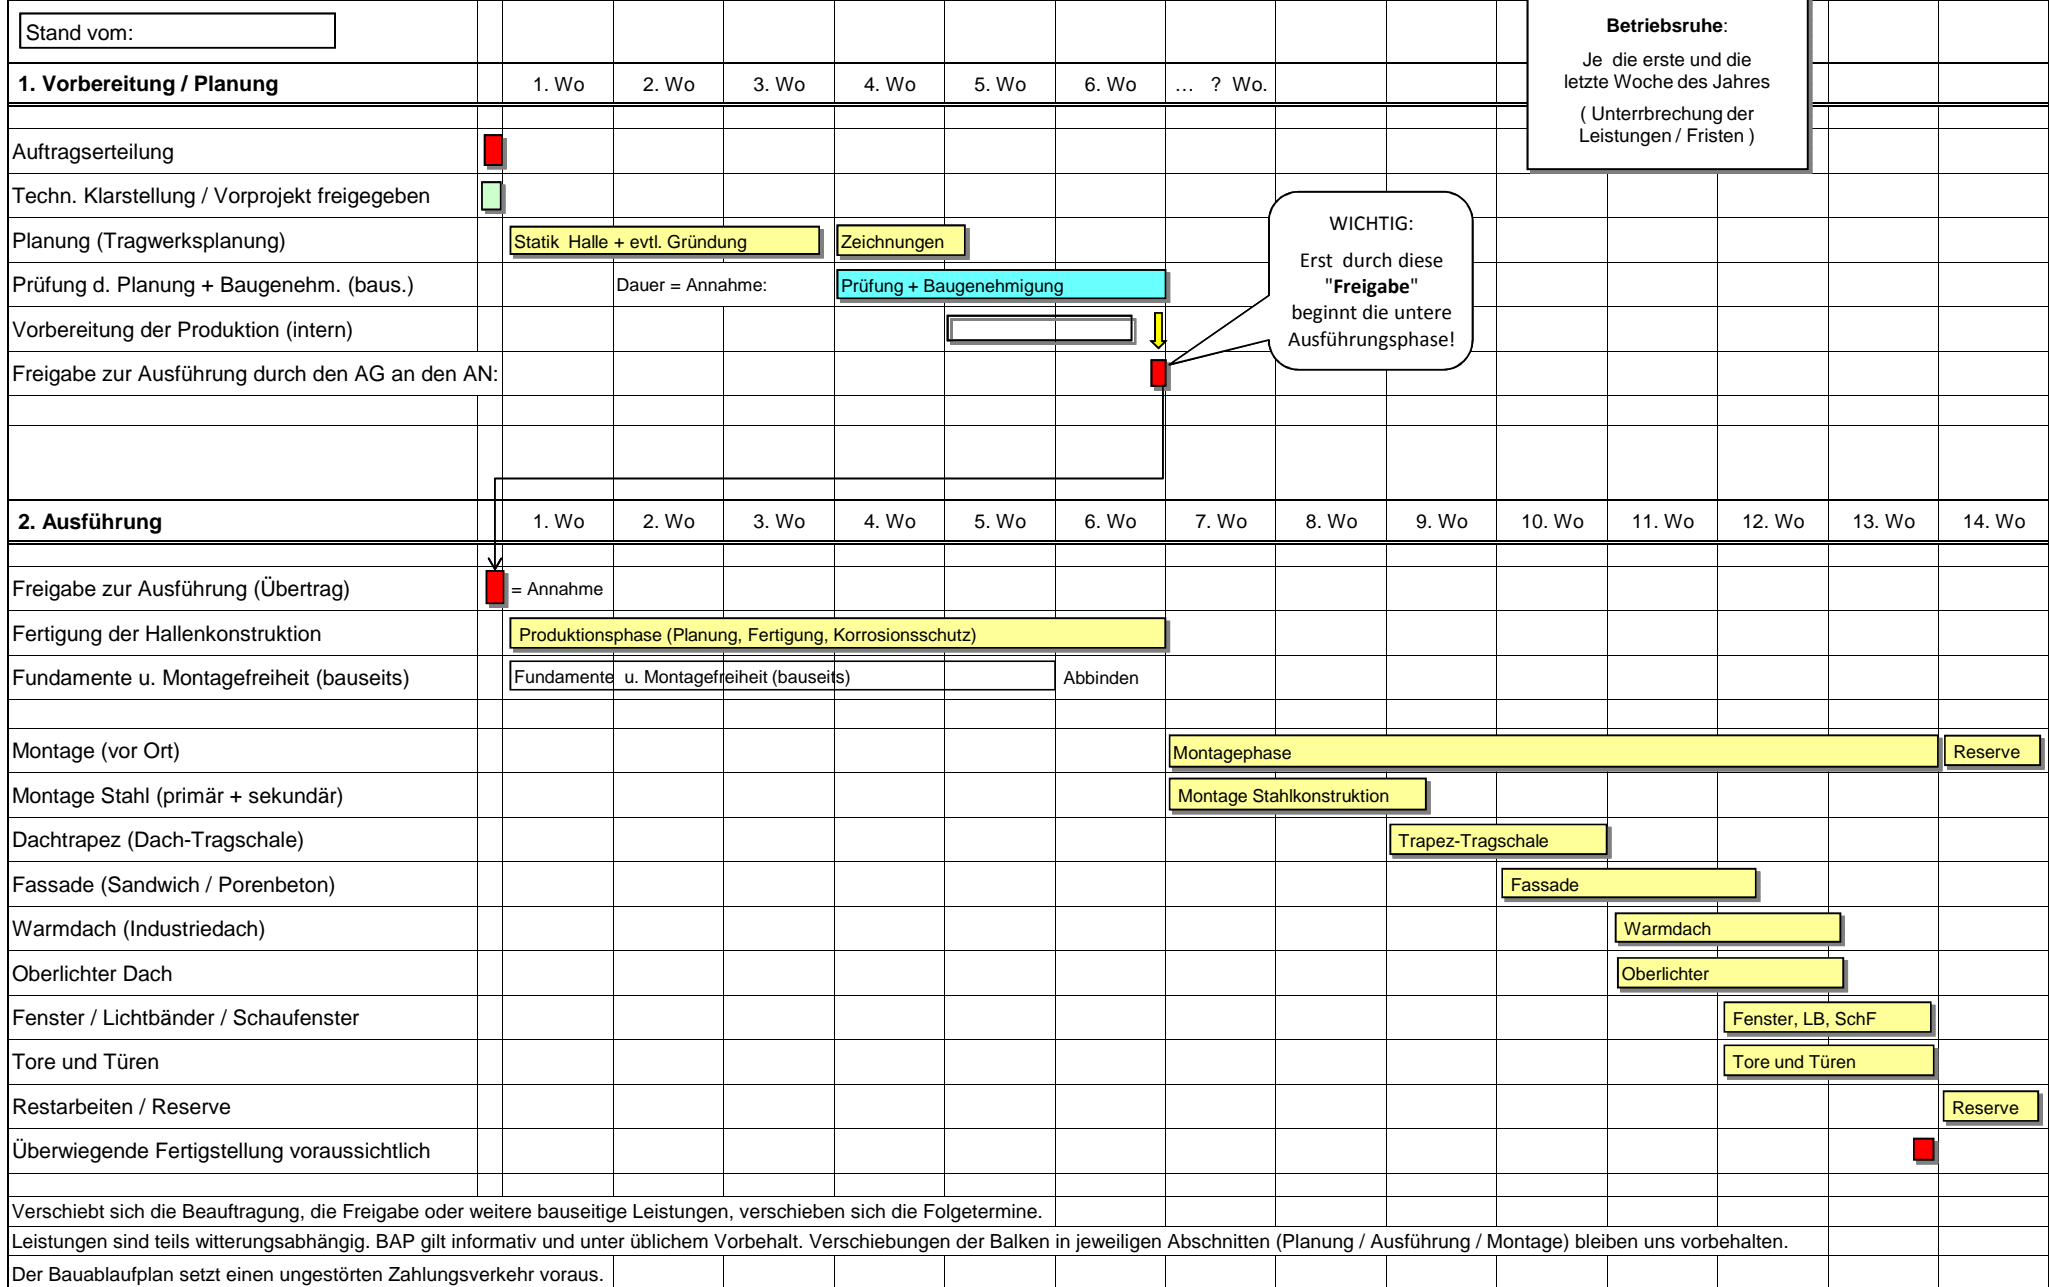 Stand vom:
Betriebsruhe:
Je die erste und die
letzte Woche des Jahres
( Unterrbrechung der
Leistungen / Fristen )
1. Vorbereitung / Planung 1. Wo 2. Wo 3. Wo 4. Wo 5. Wo 6. Wo … ? Wo.
Auftragserteilung
Techn. Klarstellung / Vorprojekt freigegeben
Planung (Tragwerksplanung) Statik Halle + evtl. Gründung Zeichnungen
Prüfung d. Planung + Baugenehm. (baus.) Dauer = Annahme: Prüfung + Baugenehmigung
Vorbereitung der Produktion (intern)
Freigabe zur Ausführung durch den AG an den AN:
WICHTIG:
Erst durch diese
"Freigabe"
beginnt die untere
Ausführungsphase!
2. Ausführung 1. Wo 2. Wo 3. Wo 4. Wo 5. Wo 6. Wo 7. Wo 8. Wo 9. Wo 10. Wo 11. Wo 12. Wo 13. Wo 14. Wo
Freigabe zur Ausführung (Übertrag) = Annahme
Fertigung der Hallenkonstruktion Produktionsphase (Planung, Fertigung, Korrosionsschutz)
Fundamente u. Montagefreiheit (bauseits) Fundamente u. Montagefreiheit (bauseits) Abbinden
Montage (vor Ort) Montagephase Reserve
Montage Stahl (primär + sekundär) Montage Stahlkonstruktion
Dachtrapez (Dach-Tragschale) Trapez-Tragschale
Fassade (Sandwich / Porenbeton) Fassade
Warmdach (Industriedach) Warmdach
Oberlichter Dach Oberlichter
Fenster / Lichtbänder / Schaufenster Fenster, LB, SchF
Tore und Türen Tore und Türen
Restarbeiten / Reserve Reserve
Überwiegende Fertigstellung voraussichtlich
Verschiebt sich die Beauftragung, die Freigabe oder weitere bauseitige Leistungen, verschieben sich die Folgetermine.
Leistungen sind teils witterungsabhängig. BAP gilt informativ und unter üblichem Vorbehalt. Verschiebungen der Balken in jeweiligen Abschnitten (Planung / Ausführung / Montage) bleiben uns vorbehalten.
Der Bauablaufplan setzt einen ungestörten Zahlungsverkehr voraus.